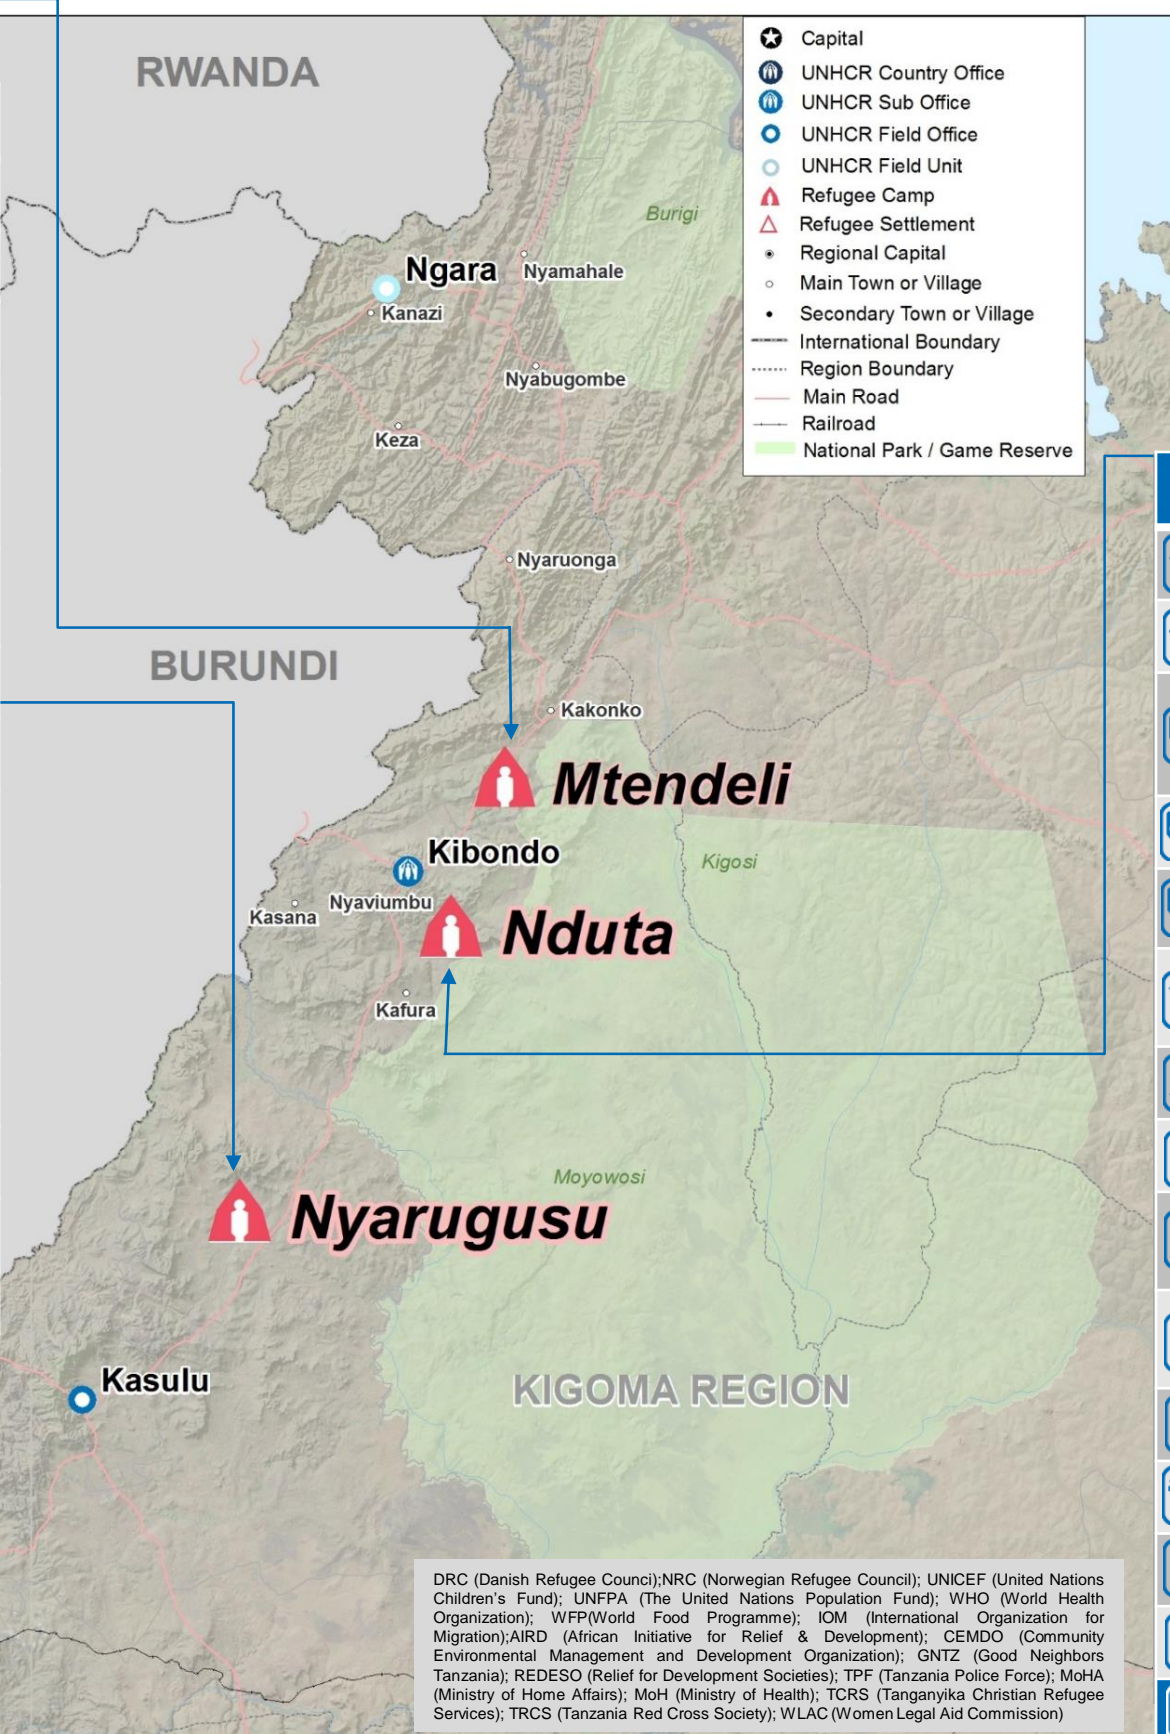 RWANDA
Capital
UNHCR Country Office
UNHCR Sub Office
UNHCR Field Office
UNHCR Field Unit
Refugee Camp
Refugee Settlement
Regional Capital
Main Town or Village
Secondary Town or Village
International Boundary
Region Boundary
Main Road
Railroad
National Park / Game Reserve
Burigi
Ngara
Nyamahale
Kanazi
Nyabugombe
Keza
Nyaruonga
BURUNDI
Kakonko
Mtendeli
Kibondo
Kigosi
Nyaviumbu
Kasana
Nduta
Kafura
Moyowosi
Nyarugusu
Kasulu
KIGOMA REGION
DRC (Danish Refugee Counci);NRC (Norwegian Refugee Council); UNICEF (United Nations
Children's Fund); UNFPA (The United Nations Population Fund); WHO (World Health
Organization); WFP(World Food Programme); IOM (International Organization for
Migration);AIRD (African Initiative for Relief & Development); CEMDO (Community
Environmental Management and Development Organization); GNTZ (Good Neighbors
Tanzania); REDESO (Relief for Development Societies); TPF (Tanzania Police Force); MoHA
(Ministry of Home Affairs); MoH (Ministry of Health); TCRS (Tanganyika Christian Refugee
Services); TRCS (Tanzania Red Cross Society); WLAC (Women Legal Aid Commission)